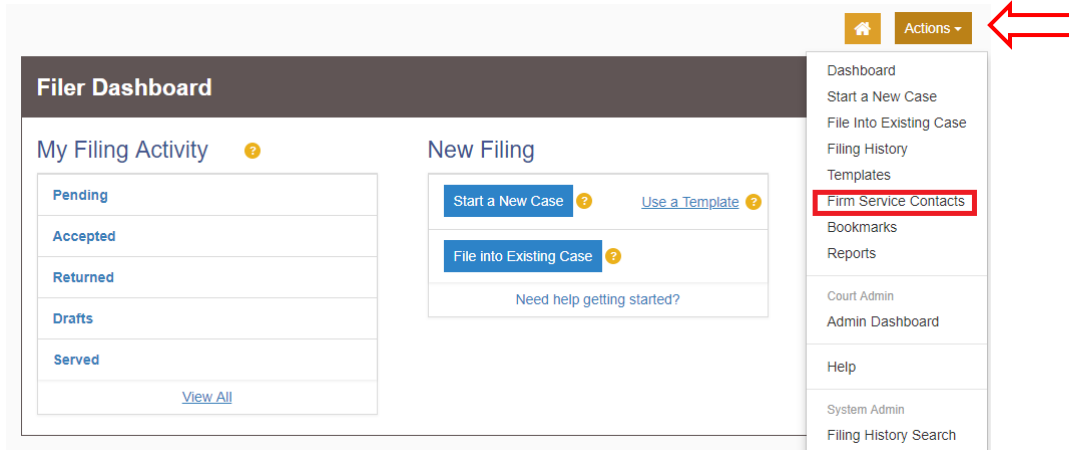 Actions
Filer Dashboard
My Filing Activity ?
Pending
Accepted
Returned
Drafts
Served
View All
New Filing
Start a New Case ? Use a Template ?
File into Existing Case ?
Need help getting started?
Dashboard
Start a New Case
File Into Existing Case
Filing History
Templates
Firm Service Contacts
Bookmarks
Reports
Court Admin
Admin Dashboard
Help
System Admin
Filing History Search